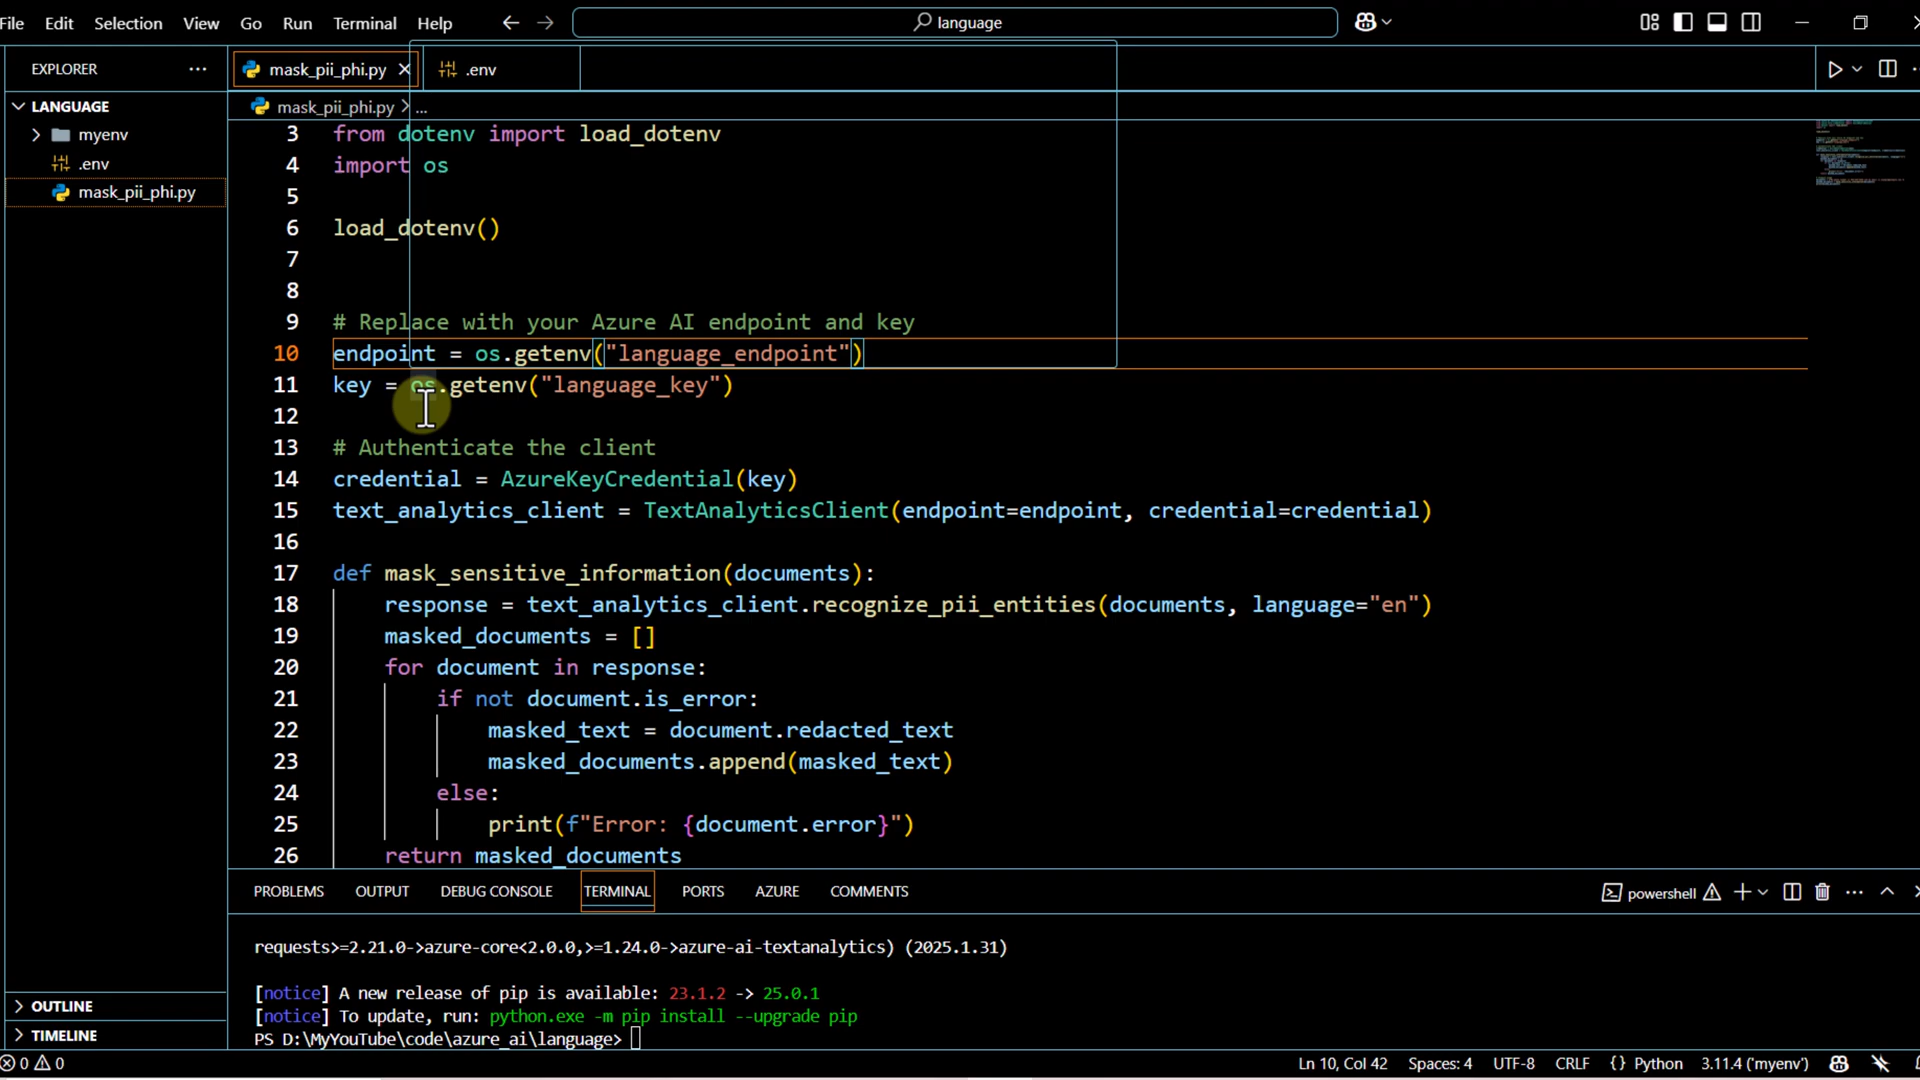 File Edit Selection View Go Run Terminal Help
language
EXPLORER
mask_pii_phi.py
.env
LANGUAGE
myenv
.env
mask_pii_phi.py
mask_pii_phi.py > ...
3 from dotenv import load_dotenv
4 import os
5
6 load_dotenv()
7
8
9 # Replace with your Azure AI endpoint and key
10 endpoint = os.getenv("language_endpoint")
11 key = os.getenv("language_key")
12
13 # Authenticate the client
14 credential = AzureKeyCredential(key)
15 text_analytics_client = TextAnalyticsClient(endpoint=endpoint, credential=credential)
16
17 def mask_sensitive_information(documents):
18 response = text_analytics_client.recognize_pii_entities(documents, language="en")
19 masked_documents = []
20 for document in response:
21 if not document.is_error:
22 masked_text = document.redacted_text
23 masked_documents.append(masked_text)
24 else:
25 print(f"Error: {document.error}")
26 return masked_documents
PROBLEMS OUTPUT DEBUG CONSOLE TERMINAL PORTS AZURE COMMENTS
powershell
requests>=2.21.0->azure-core<2.0.0,>=1.24.0->azure-ai-textanalytics) (2025.1.31)
[notice] A new release of pip is available: 23.1.2 -> 25.0.1
[notice] To update, run: python.exe -m pip install --upgrade pip
PS D:\MyYouTube\code\azure_ai\language>
OUTLINE
TIMELINE
0 0
Ln 10, Col 42 Spaces: 4 UTF-8 CRLF {} Python 3.11.4 ('myenv')